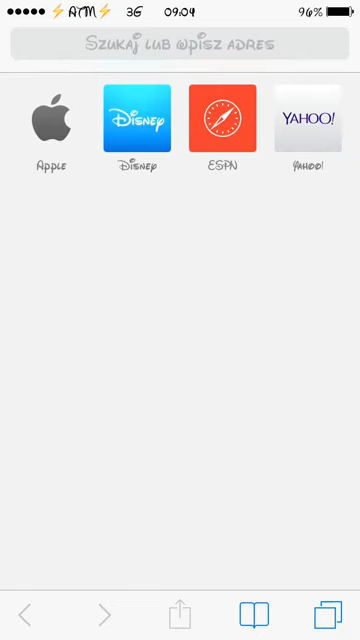 ⚡ATM⚡ 3G 09:04 96%
Szukaj lub wpisz adres
Disney YAHOO!
Apple Disney ESPN Yahoo!